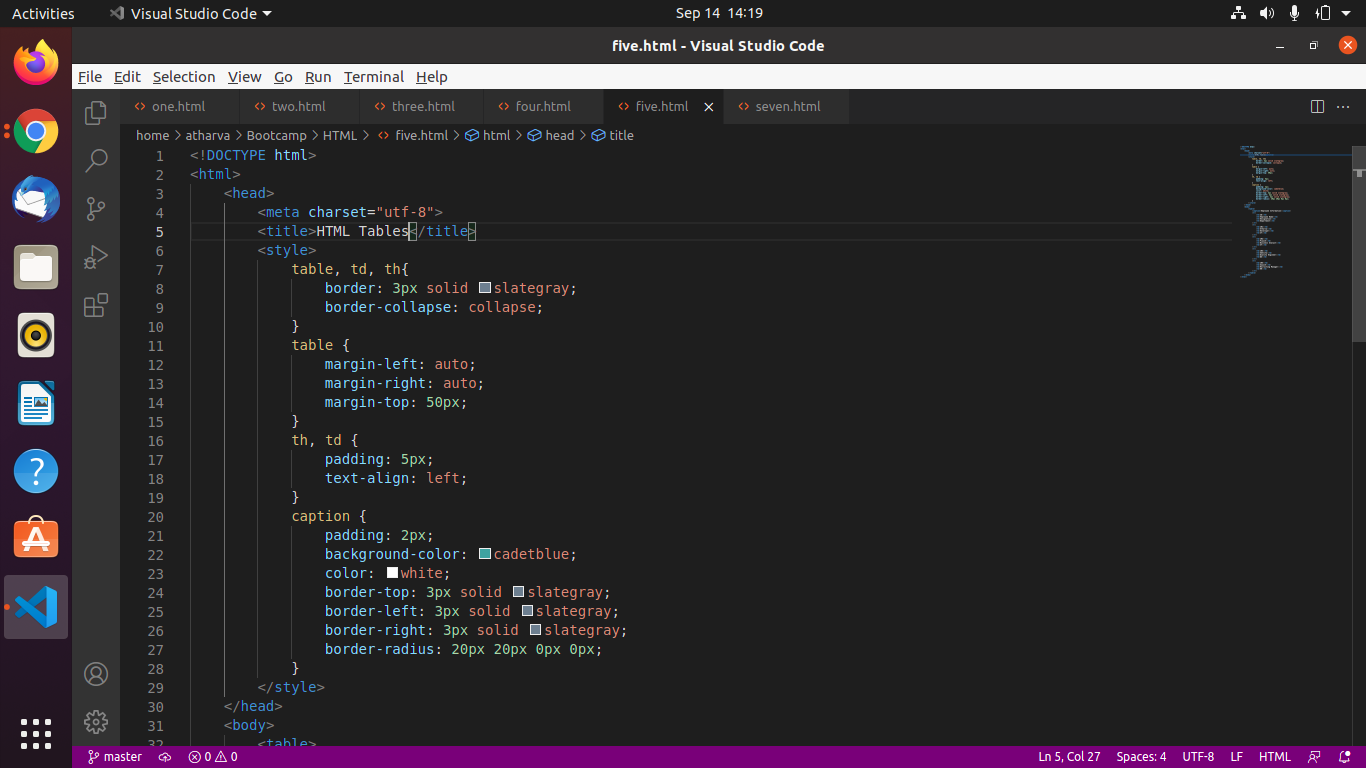 Activities Visual Studio Code Sep 14 14:19
five.html - Visual Studio Code
File Edit Selection View Go Run Terminal Help
one.html two.html three.html four.html five.html seven.html
home > atharva > Bootcamp > HTML > five.html > html > head > title
1 <!DOCTYPE html>
2 <html>
3 <head>
4 <meta charset="utf-8">
5 <title>HTML Tables</title>
6 <style>
7 table, td, th{
8 border: 3px solid slategray;
9 border-collapse: collapse;
10 }
11 table {
12 margin-left: auto;
13 margin-right: auto;
14 margin-top: 50px;
15 }
16 th, td {
17 padding: 5px;
18 text-align: left;
19 }
20 caption {
21 padding: 2px;
22 background-color: cadetblue;
23 color: white;
24 border-top: 3px solid slategray;
25 border-left: 3px solid slategray;
26 border-right: 3px solid slategray;
27 border-radius: 20px 20px 0px 0px;
28 }
29 </style>
30 </head>
31 <body>
32 <table>
master 0 0 Ln 5, Col 27 Spaces: 4 UTF-8 LF HTML